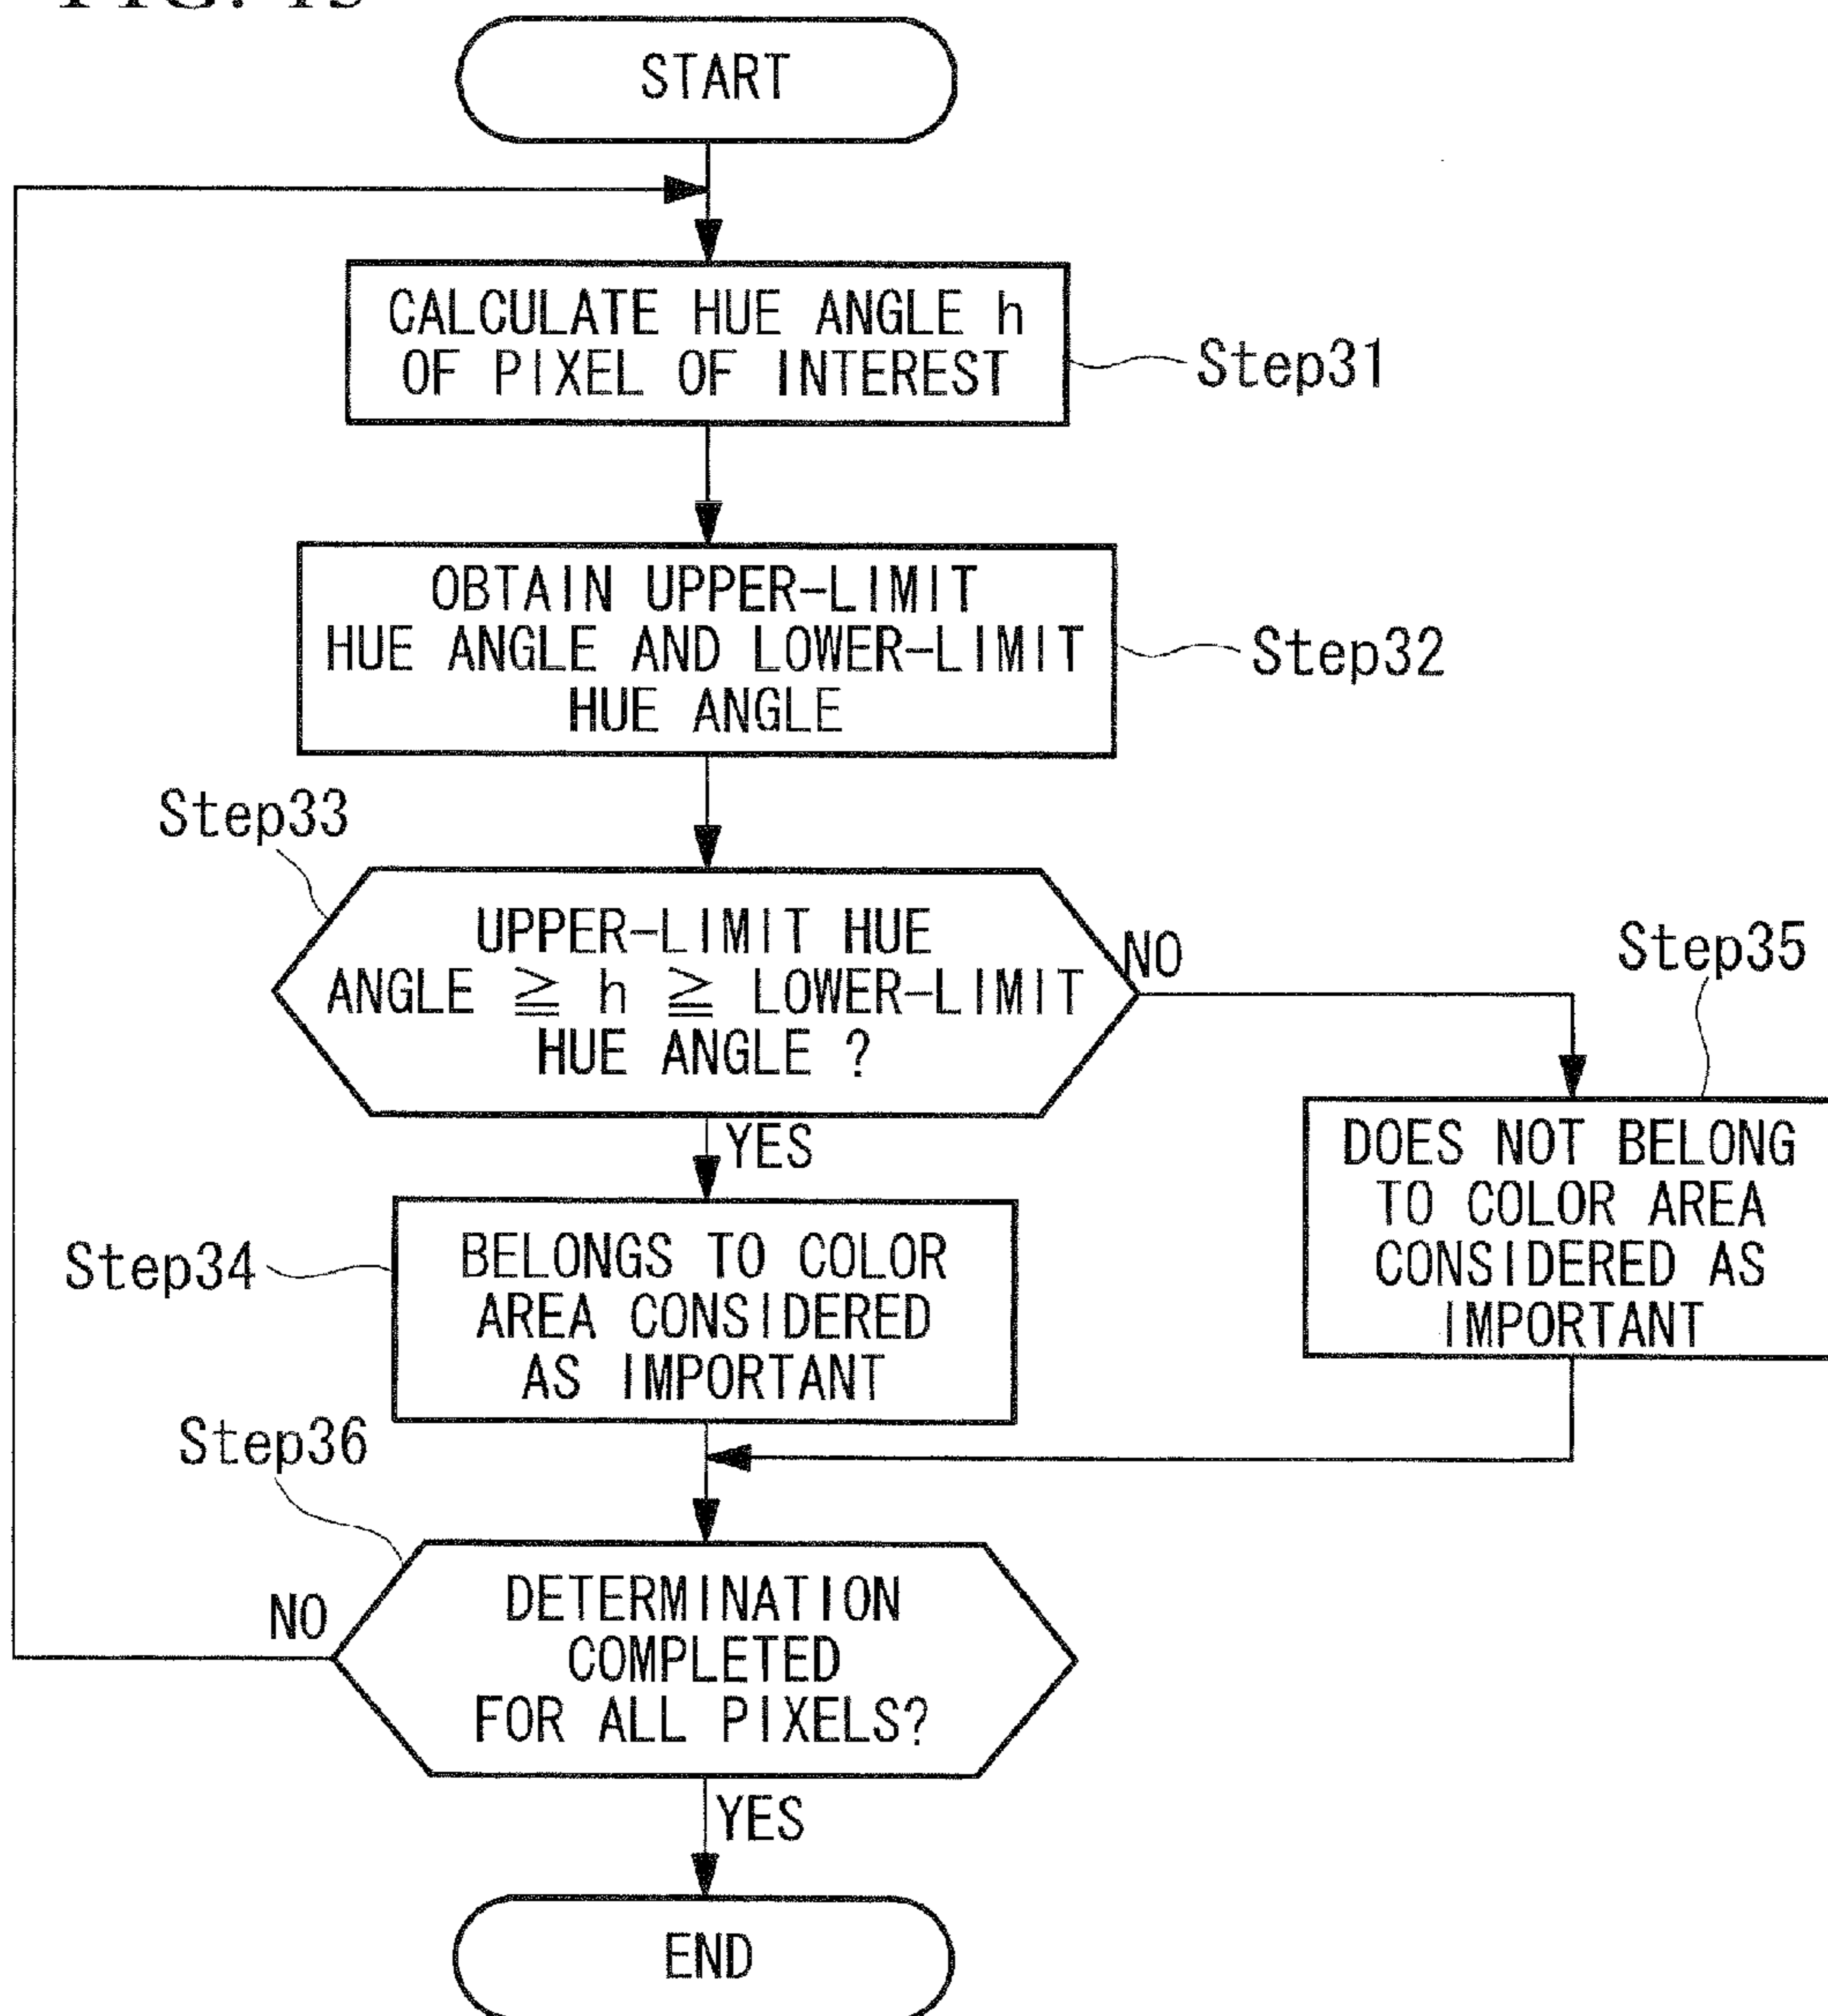 START
CALCULATE HUE ANGLE h
OF PIXEL OF INTEREST
Step31
OBTAIN UPPER-LIMIT
HUE ANGLE AND LOWER-LIMIT
HUE ANGLE
Step32
Step33
UPPER-LIMIT HUE
ANGLE ≧ h ≧ LOWER-LIMIT
HUE ANGLE ?
NO
Step35
YES
DOES NOT BELONG
TO COLOR AREA
CONSIDERED AS
IMPORTANT
Step34
BELONGS TO COLOR
AREA CONSIDERED
AS IMPORTANT
Step36
NO
DETERMINATION
COMPLETED
FOR ALL PIXELS?
YES
END